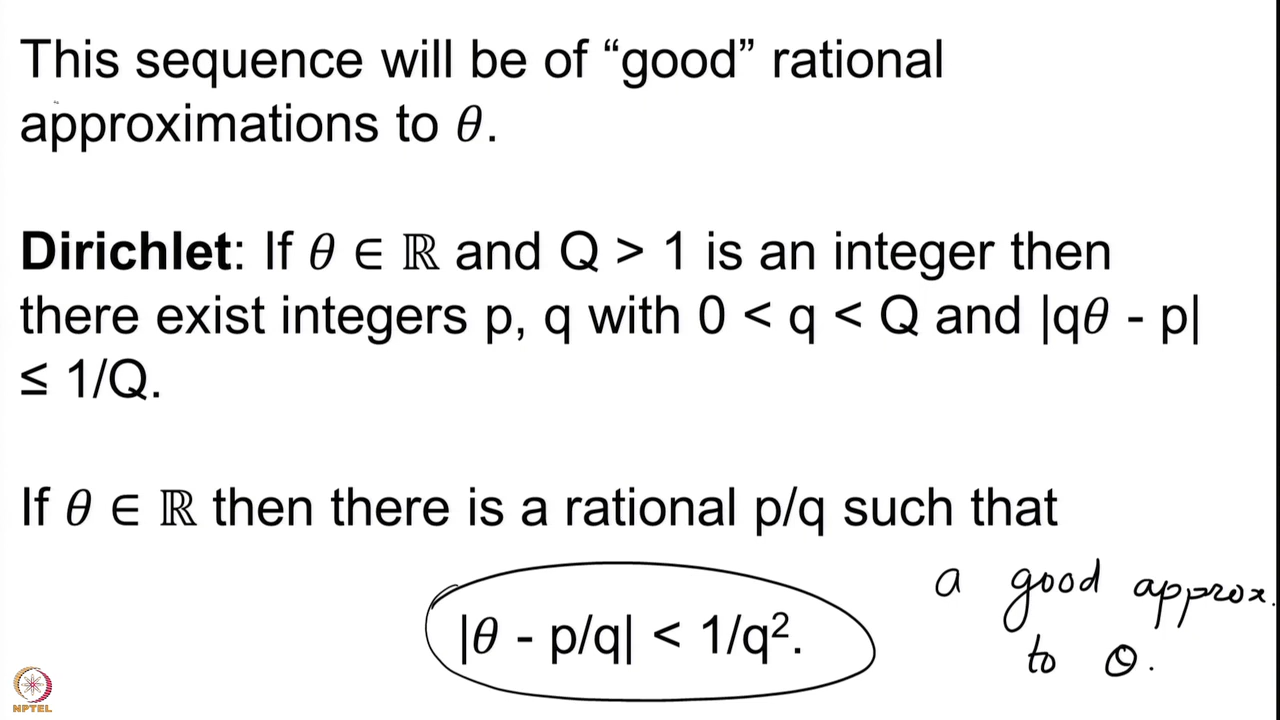 This sequence will be of “good” rational
approximations to θ.
Dirichlet: If θ ∈ ℝ and Q > 1 is an integer then
there exist integers p, q with 0 < q < Q and |qθ - p|
≤ 1/Q.
If θ ∈ ℝ then there is a rational p/q such that
|θ - p/q| < 1/q².
a good approx.
to θ.
NPTEL